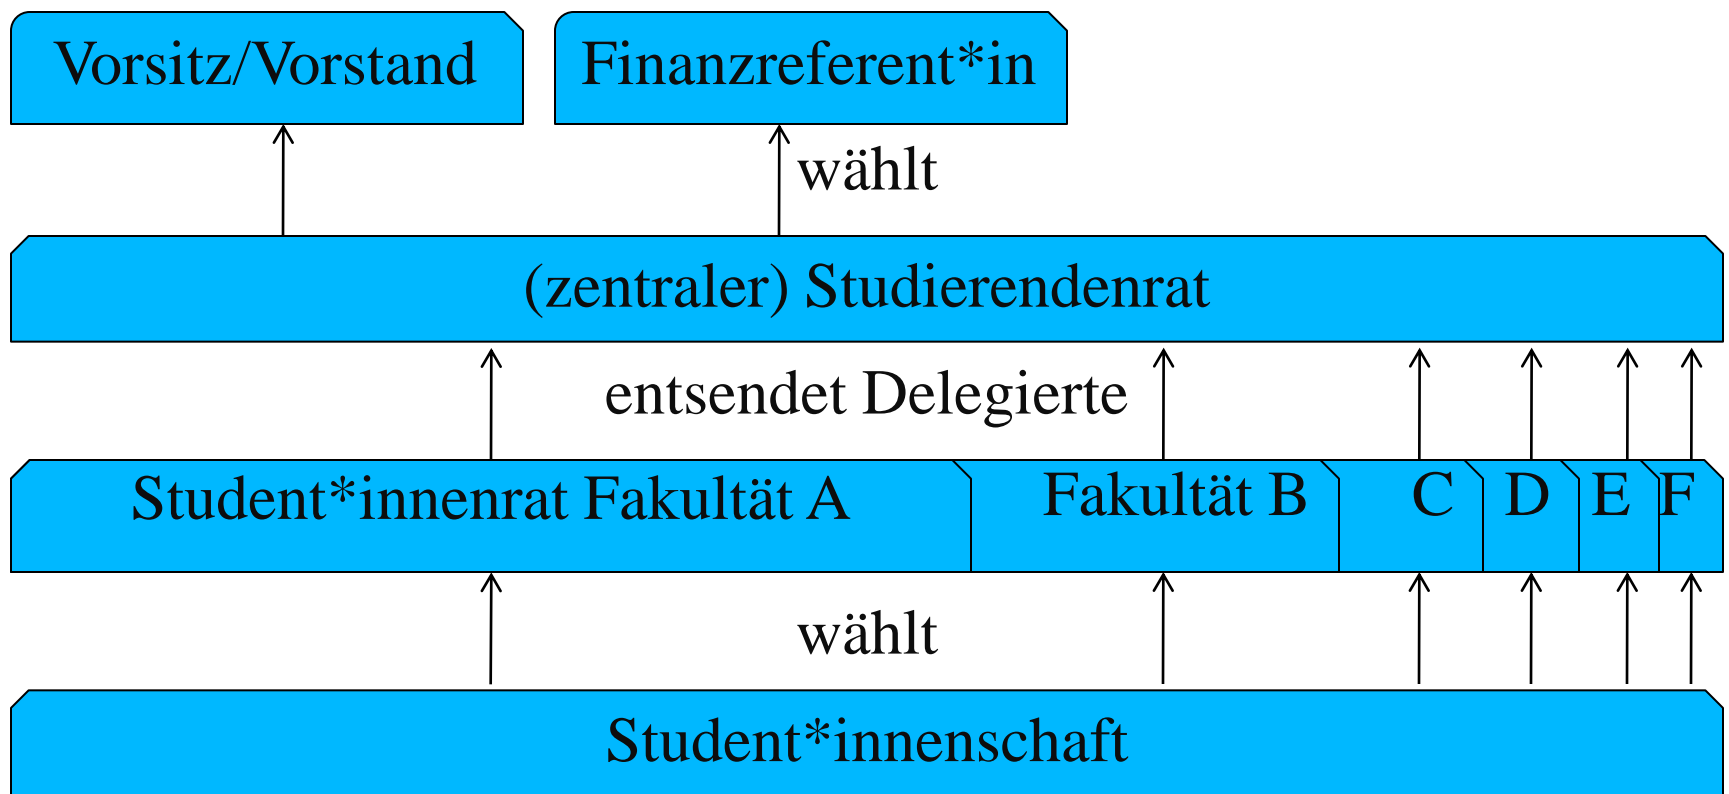 Vorsitz/Vorstand
Finanzreferent*in
wählt
(zentraler) Studierendenrat
entsendet Delegierte
Student*innenrat Fakultät A
Fakultät B
C
D
E
F
wählt
Student*innenschaft